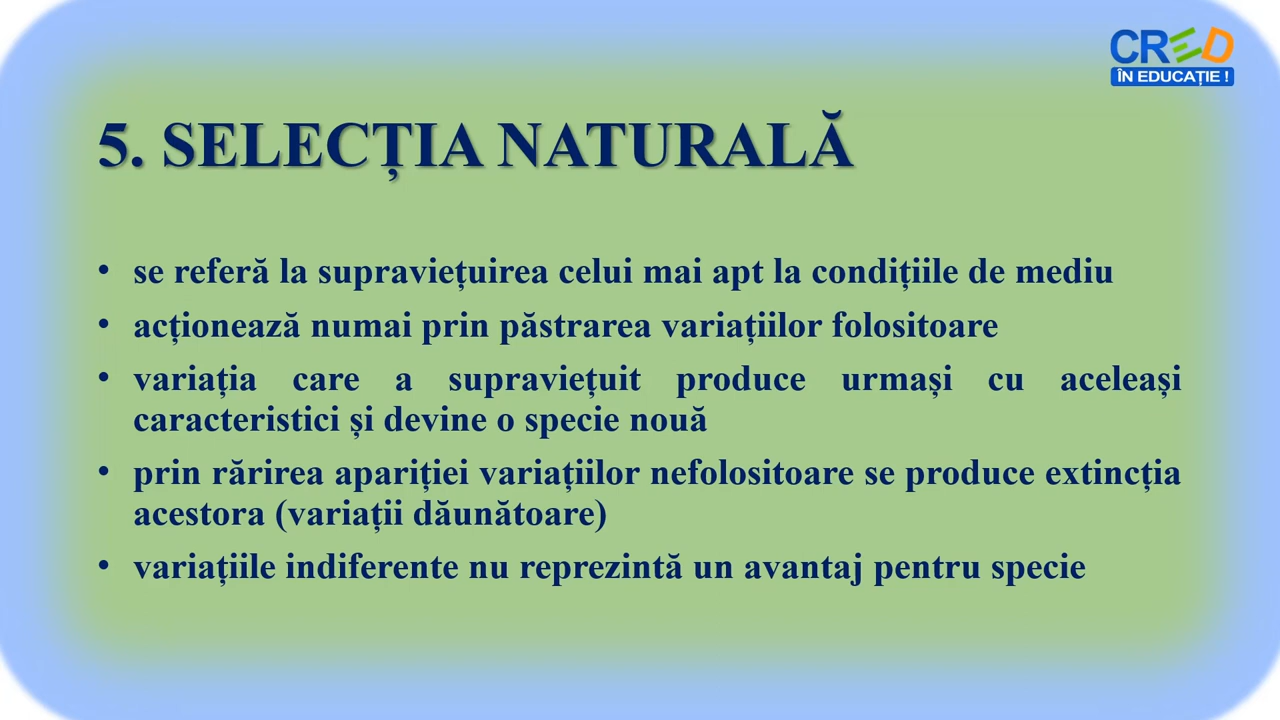 CRED
ÎN EDUCAȚIE !
5. SELECȚIA NATURALĂ
• se referă la supraviețuirea celui mai apt la condițiile de mediu
• acționează numai prin păstrarea variațiilor folositoare
• variația care a supraviețuit produce urmași cu aceleași
caracteristici și devine o specie nouă
• prin rărirea apariției variațiilor nefolositoare se produce extincția
acestora (variații dăunătoare)
• variațiile indiferente nu reprezintă un avantaj pentru specie